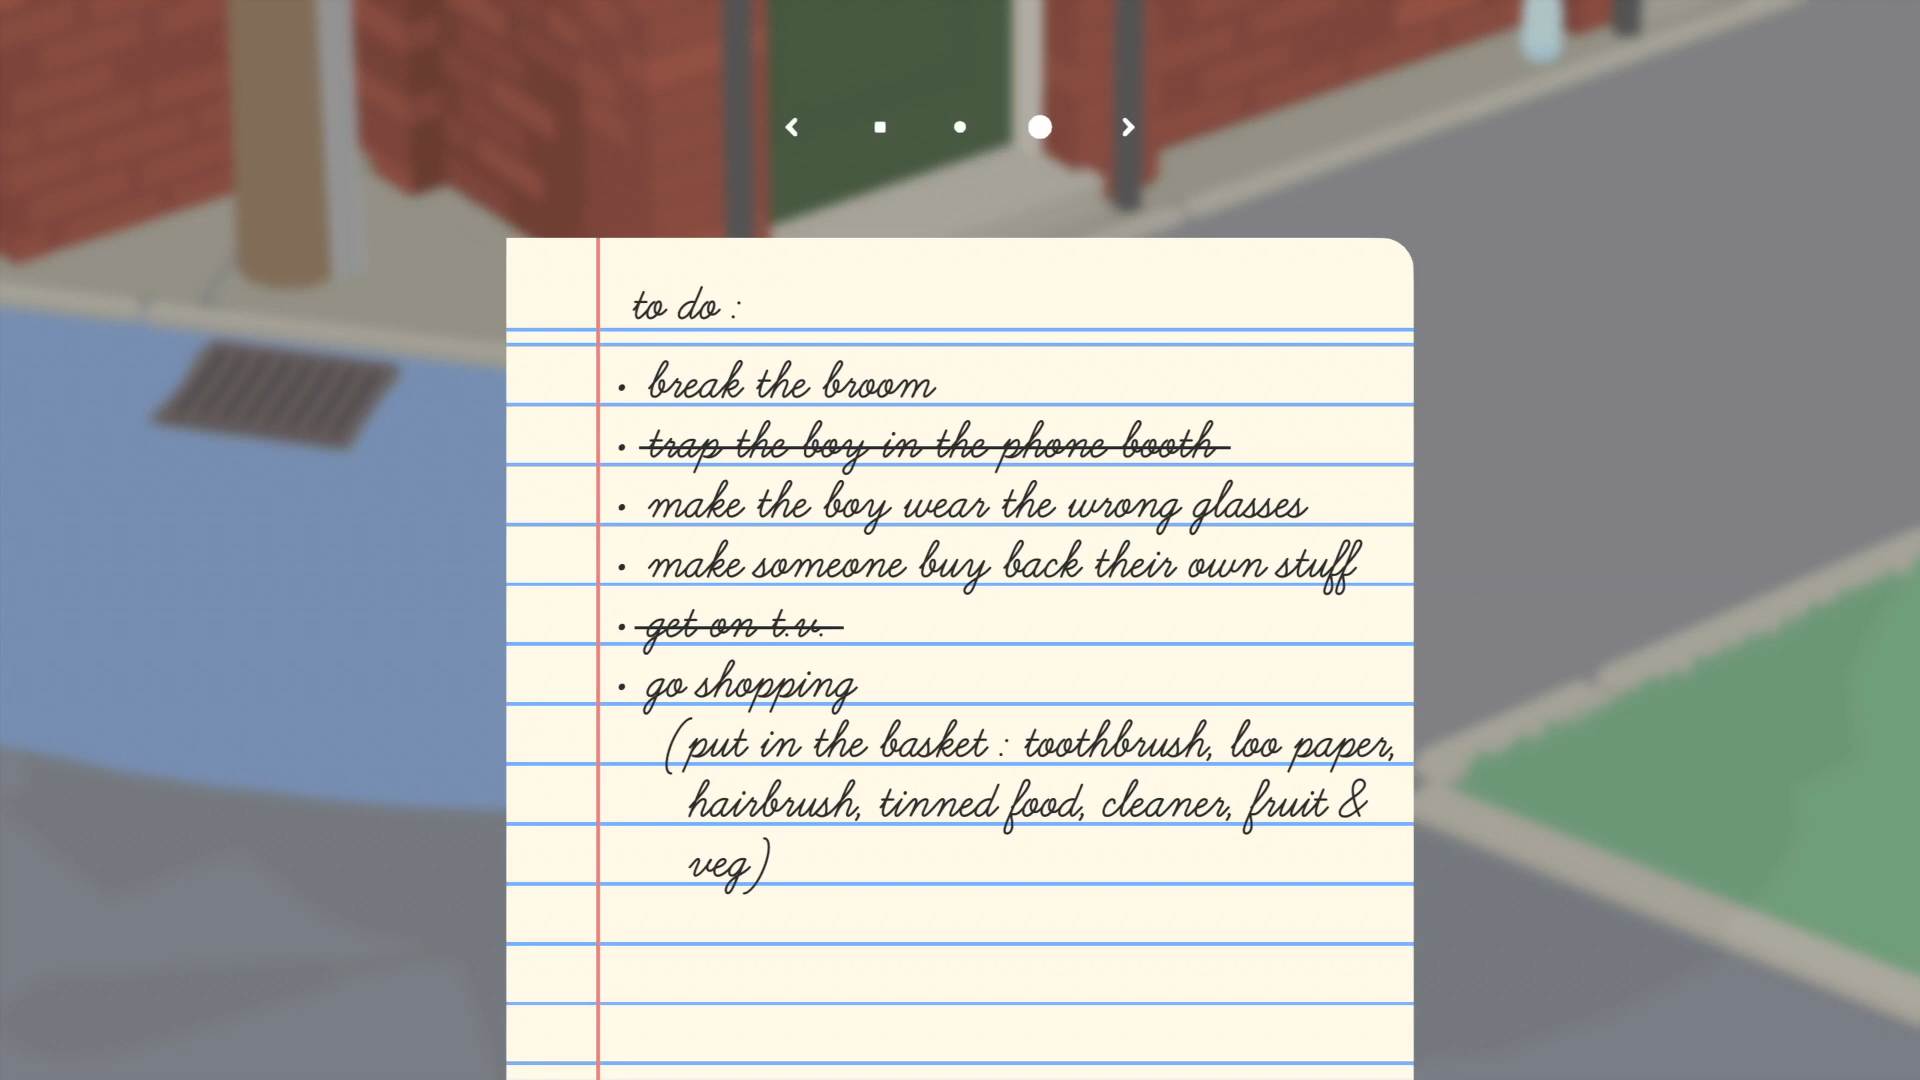 to do :
• break the broom
• trap the boy in the phone booth
• make the boy wear the wrong glasses
• make someone buy back their own stuff
• get on t.v.
• go shopping
(put in the basket : toothbrush, loo paper,
hairbrush, tinned food, cleaner, fruit &
veg)